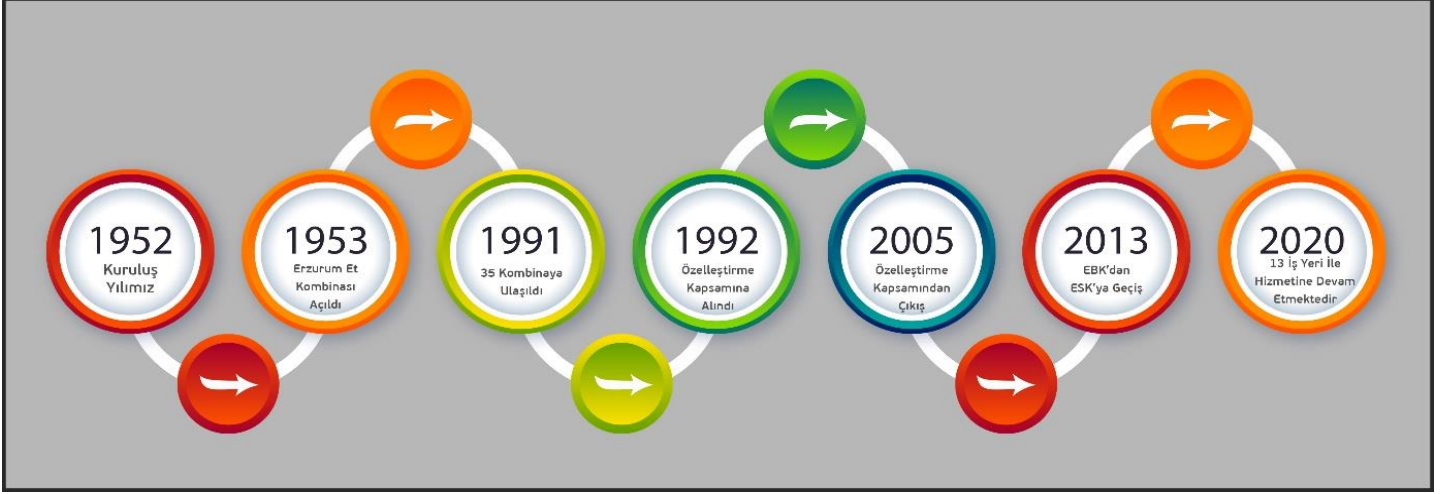 1952
Kuruluş
Yılımız
1953
Erzurum Et
Kombinası
Açıldı
1991
35 Kombinaya
Ulaşıldı
1992
Özelleştirme
Kapsamına
Alındı
2005
Özelleştirme
Kapsamından
Çıkış
2013
EBK'dan
ESK'ya Geçiş
2020
13 İş Yeri İle
Hizmetine Devam
Etmektedir